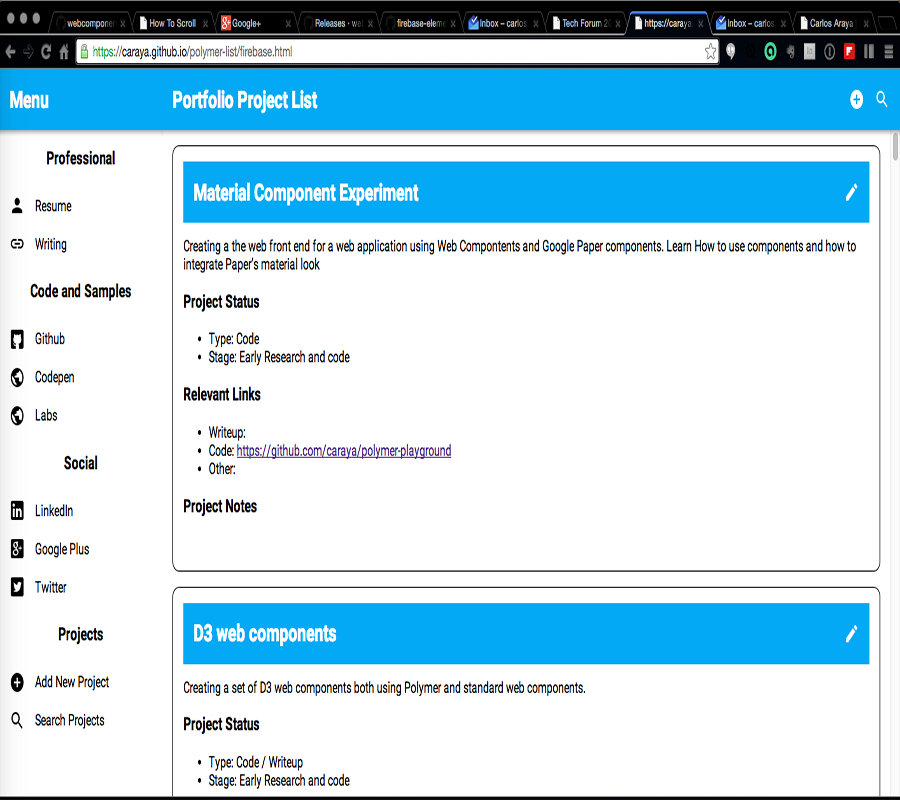 webcomponen
How To Scroll
Google+
Releases · we
firebase-eleme
Inbox – carlos
Tech Forum 20
https://caraya.
Inbox – carlos.
Carlos Araya
https://caraya.github.io/polymer-list/firebase.html
Menu
Portfolio Project List
Professional
Resume
Writing
Code and Samples
Github
Codepen
Labs
Social
LinkedIn
Google Plus
Twitter
Projects
Add New Project
Search Projects
Material Component Experiment
Creating a the web front end for a web application using Web Compontents and Google Paper components. Learn How to use components and how to
integrate Paper's material look
Project Status
• Type: Code
• Stage: Early Research and code
Relevant Links
• Writeup:
• Code: https://github.com/caraya/polymer-playground
• Other:
Project Notes
D3 web components
Creating a set of D3 web components both using Polymer and standard web components.
Project Status
• Type: Code / Writeup
• Stage: Early Research and code